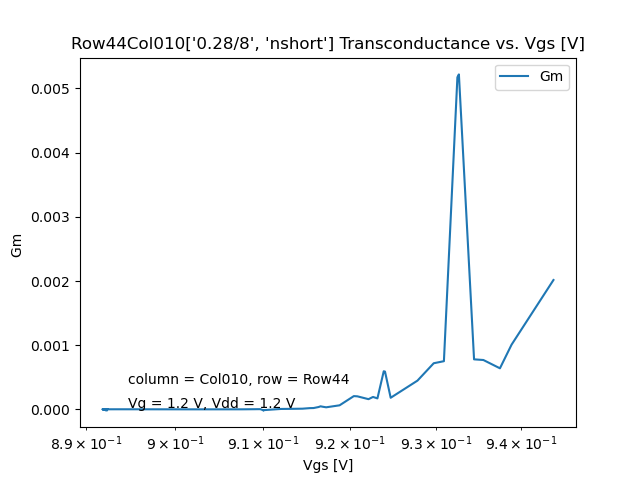 Row44Col010['0.28/8', 'nshort'] Transconductance vs. Vgs [V]
Gm
0.005
0.004
0.003
0.002
0.001
0.000
Gm
column = Col010, row = Row44
Vg = 1.2 V, Vdd = 1.2 V
8.9 × 10⁻¹ 9 × 10⁻¹ 9.1 × 10⁻¹ 9.2 × 10⁻¹ 9.3 × 10⁻¹ 9.4 × 10⁻¹
Vgs [V]